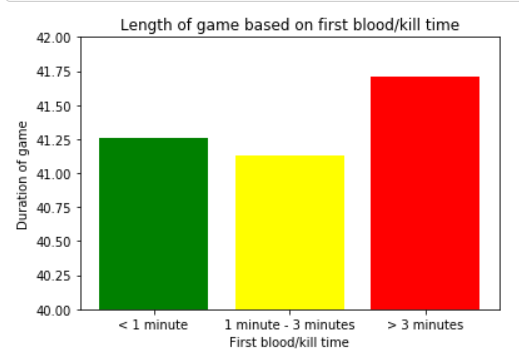 Length of game based on first blood/kill time
42.00
41.75
41.50
41.25
41.00
40.75
40.50
40.25
40.00
Duration of game
< 1 minute
1 minute - 3 minutes
> 3 minutes
First blood/kill time